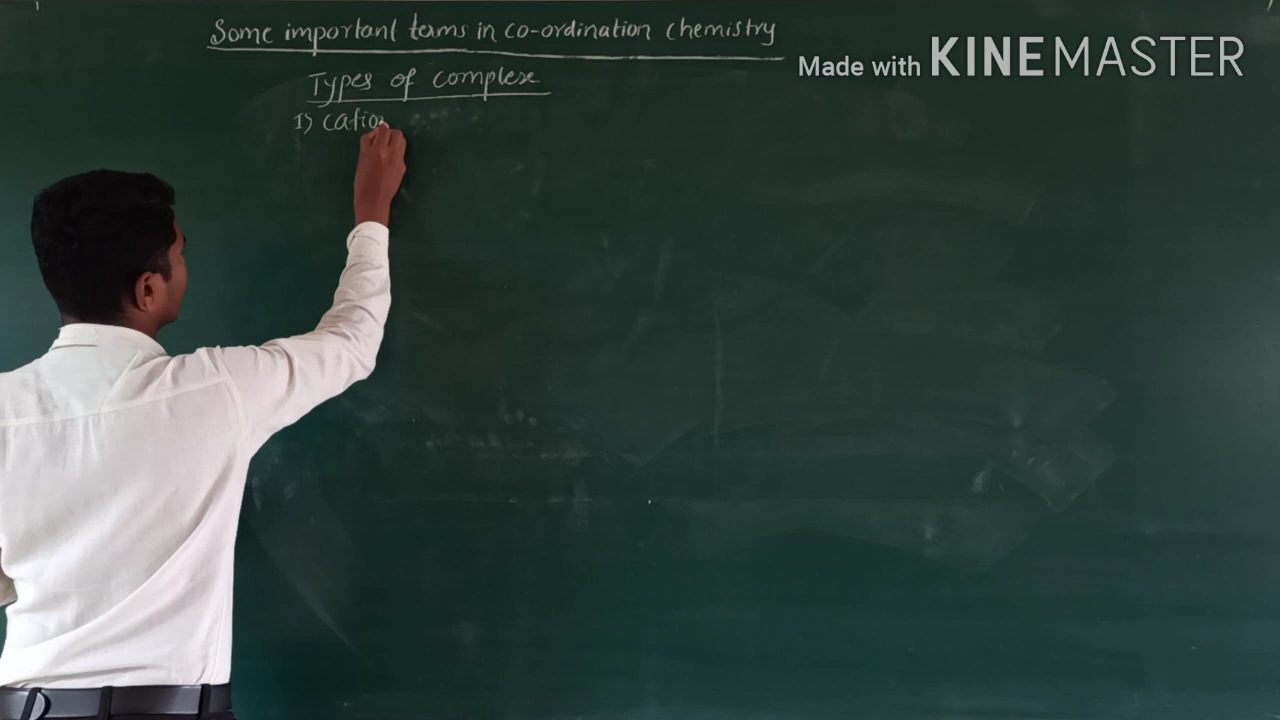 Some important terms in co-ordination chemistry
Made with KINEMASTER
Types of complexe
1) cation